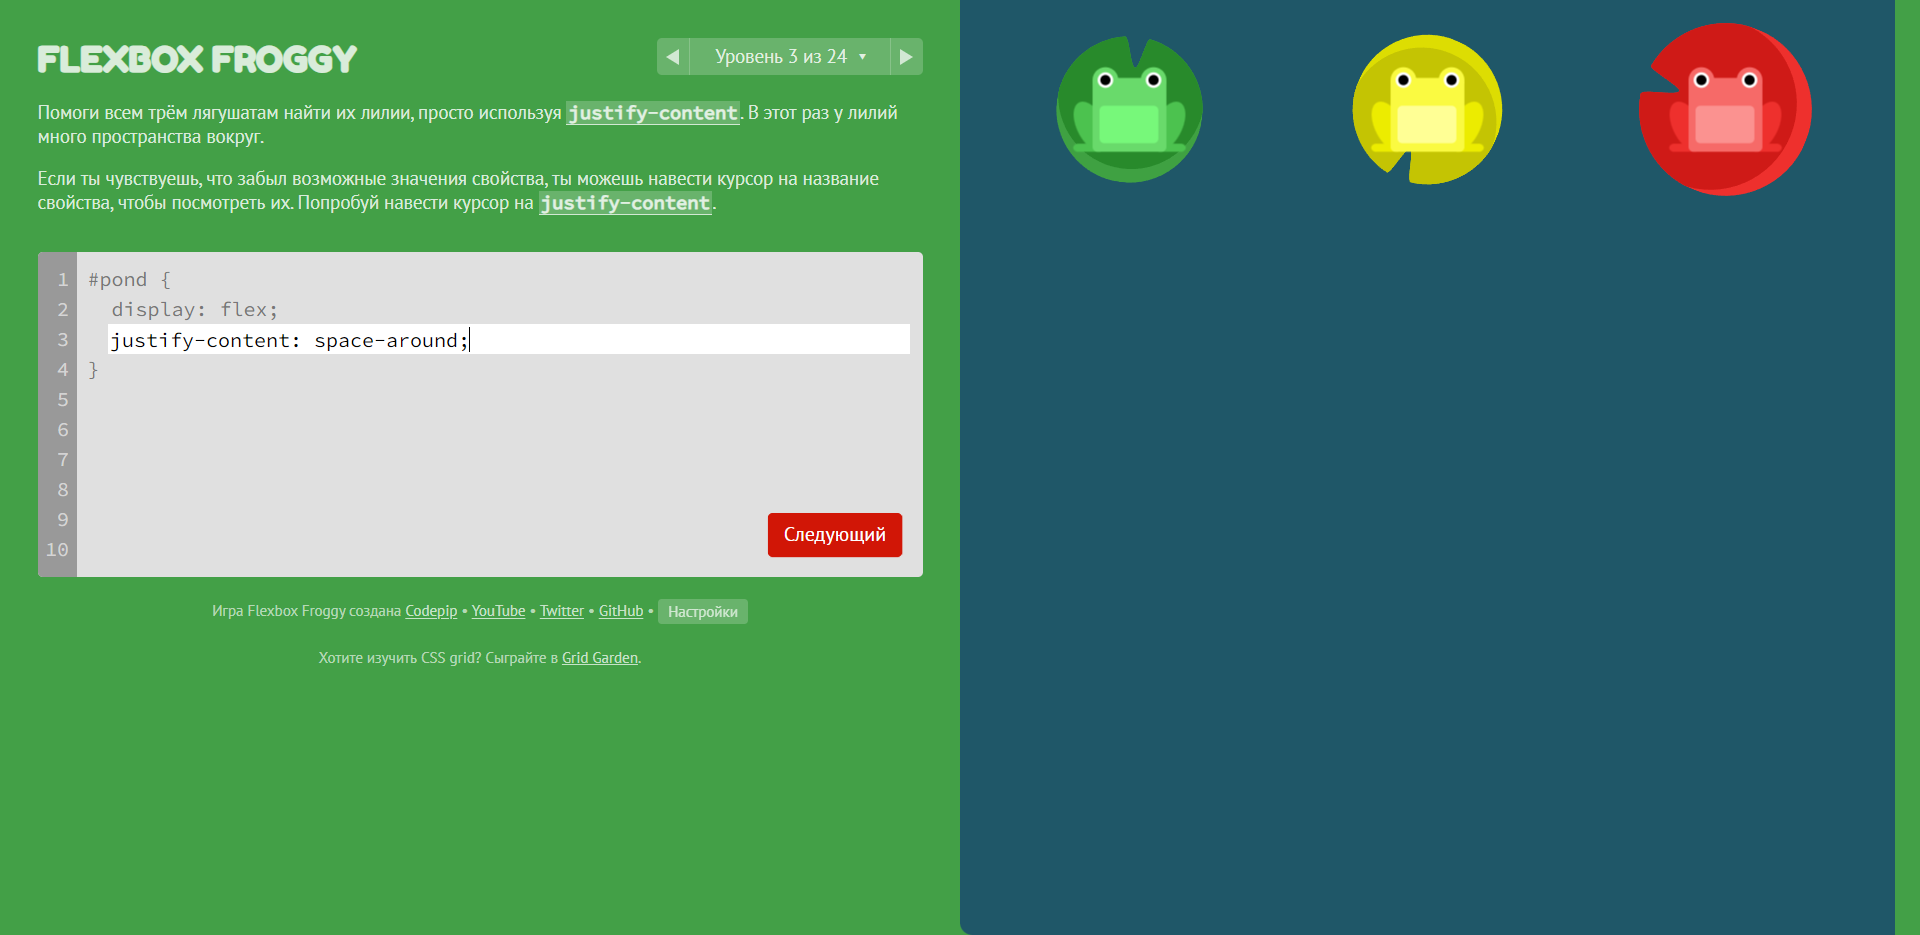 FLEXBOX FROGGY
Уровень 3 из 24
Помоги всем трём лягушатам найти их лилии, просто используя justify-content. В этот раз у лилий
много пространства вокруг.
Если ты чувствуешь, что забыл возможные значения свойства, ты можешь навести курсор на название
свойства, чтобы посмотреть их. Попробуй навести курсор на justify-content.
1 #pond {
2 display: flex;
3 justify-content: space-around;
4 }
5
6
7
8
9
10
Следующий
Игра Flexbox Froggy создана Codepip • YouTube • Twitter • GitHub • Настройки
Хотите изучить CSS grid? Сыграйте в Grid Garden.